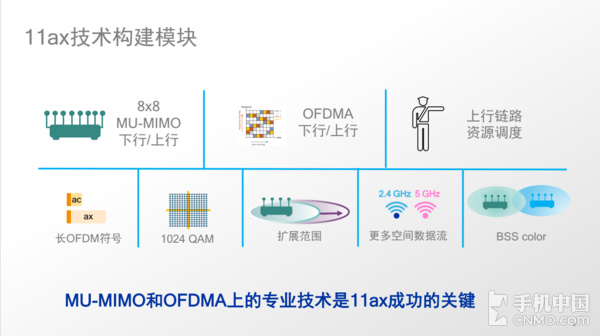 11ax技术构建模块
8x8
MU-MIMO
下行/上行
OFDMA
下行/上行
上行链路
资源调度
ac
ax
长OFDM符号
1024 QAM
扩展范围
2.4 GHz 5 GHz
更多空间数据流
BSS color
MU-MIMO和OFDMA上的专业技术是11ax成功的关键
手机中国
CNMO.com